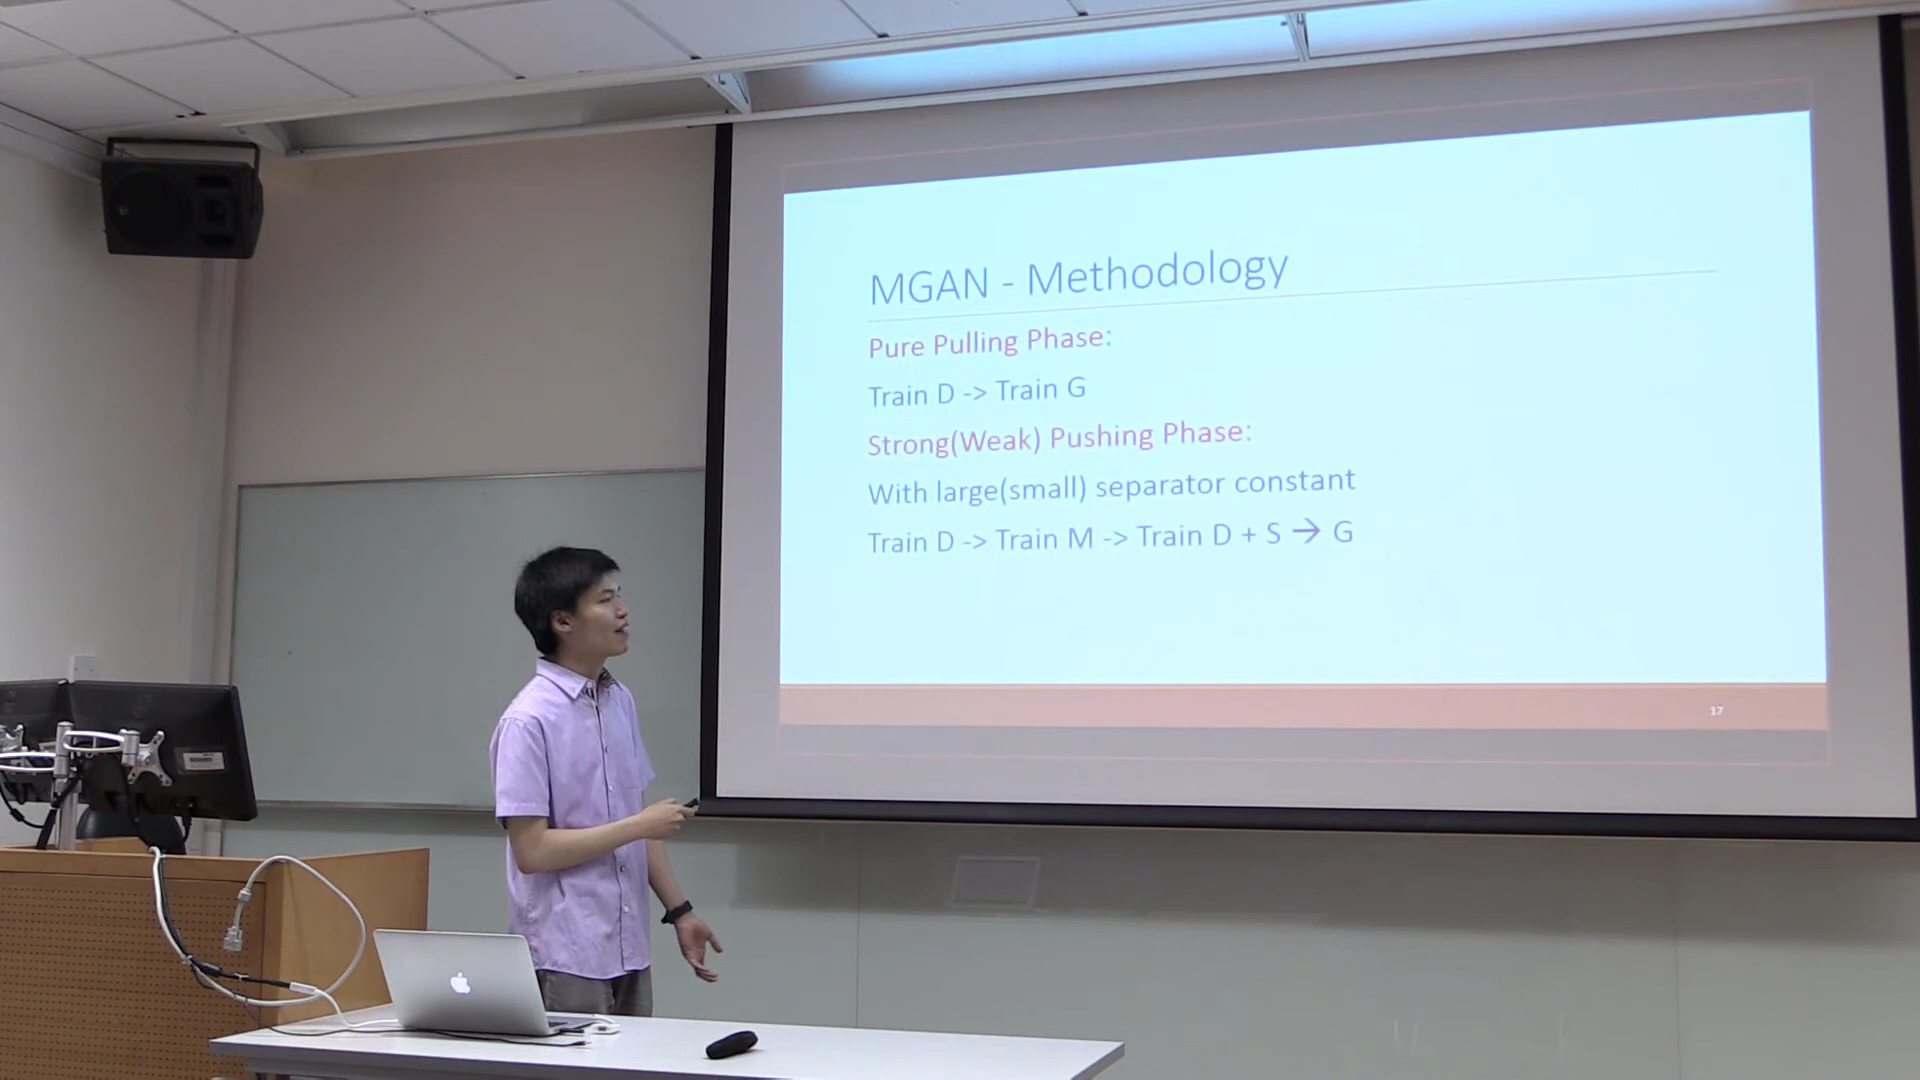 MGAN - Methodology
Pure Pulling Phase:
Train D -> Train G
Strong(Weak) Pushing Phase:
With large(small) separator constant
Train D -> Train M -> Train D + S → G
17